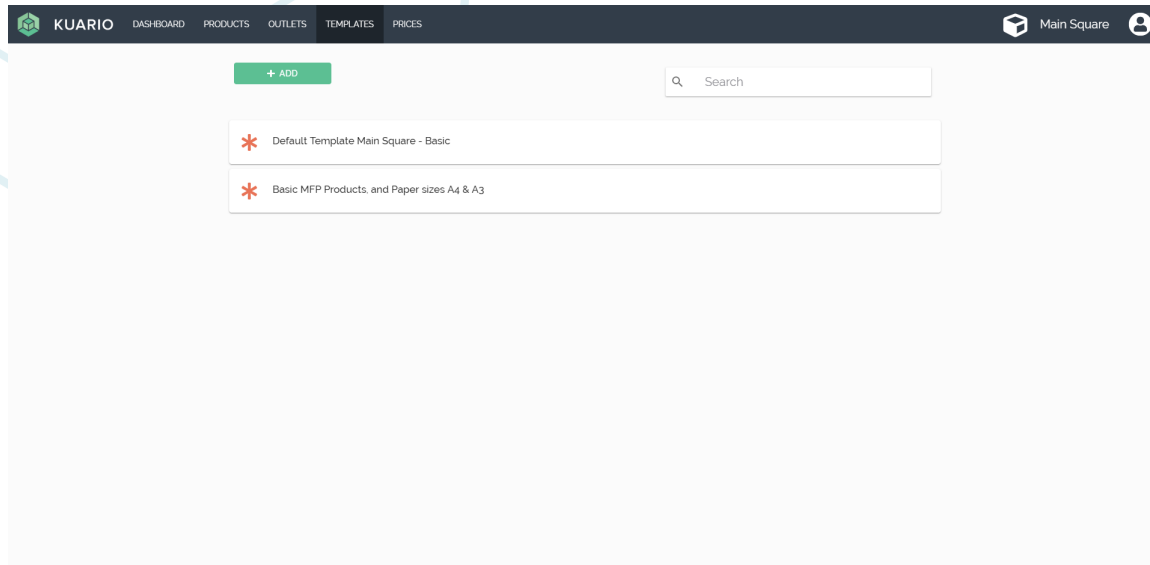 KUARIO DASHBOARD PRODUCTS OUTLETS TEMPLATES PRICES Main Square
+ ADD
Search
Default Template Main Square - Basic
Basic MFP Products, and Paper sizes A4 & A3